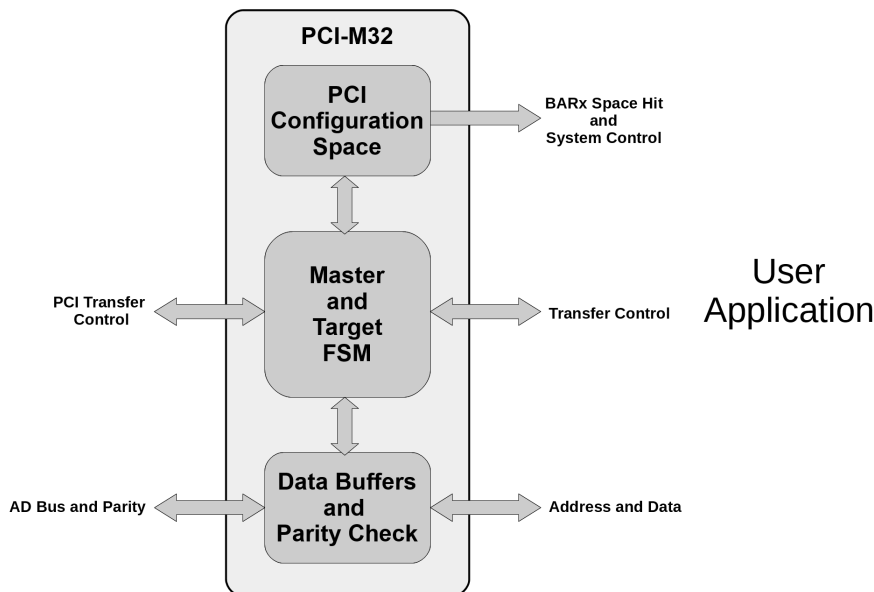 PCI-M32
PCI
Configuration
Space
BARx Space Hit
and
System Control
Master
and
Target
FSM
PCI Transfer
Control
Transfer Control
User
Application
Data Buffers
and
Parity Check
AD Bus and Parity
Address and Data